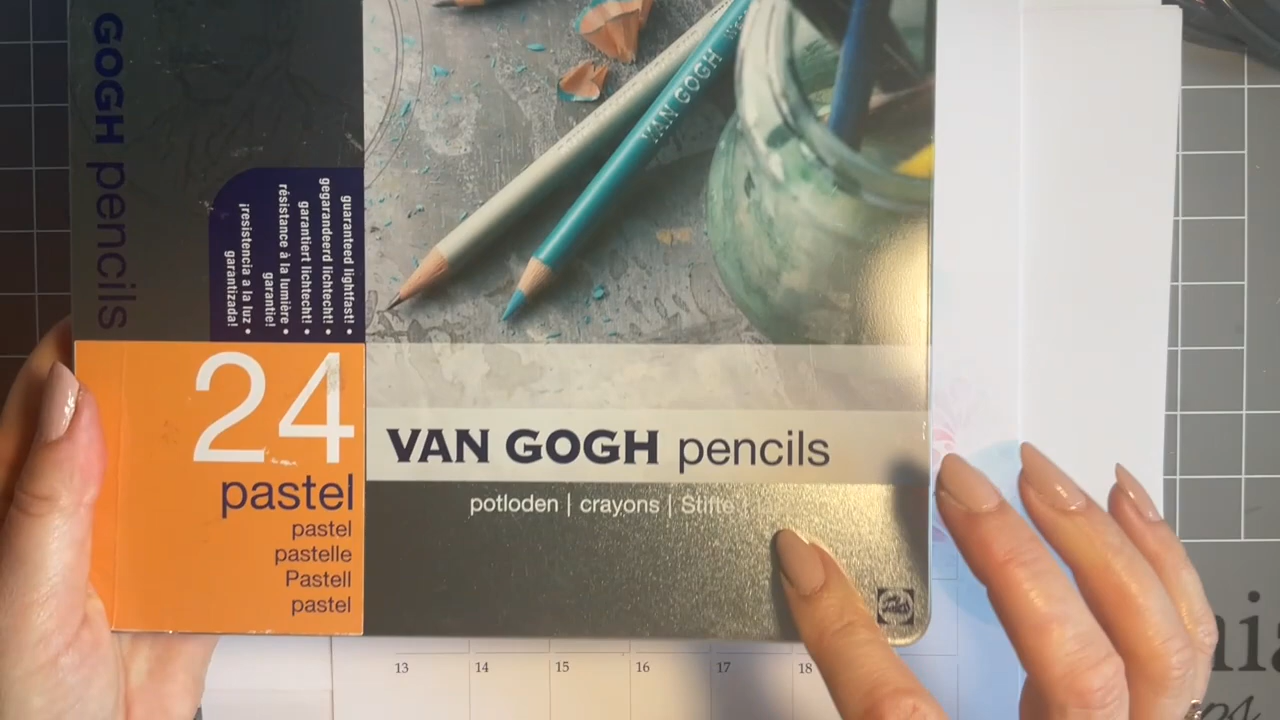 GOGH pencils
guaranteed lightfast! •
gegarandeerd lichtecht! •
garantiert lichtecht! •
résistance à la lumière •
garantie!
¡resistencia a la luz •
garantizada!
24
pastel
pastel
pastelle
Pastell
pastel
VAN GOGH
VAN GOGH pencils
potloden | crayons | Stifte
Talens
13 14 15 16 17 18